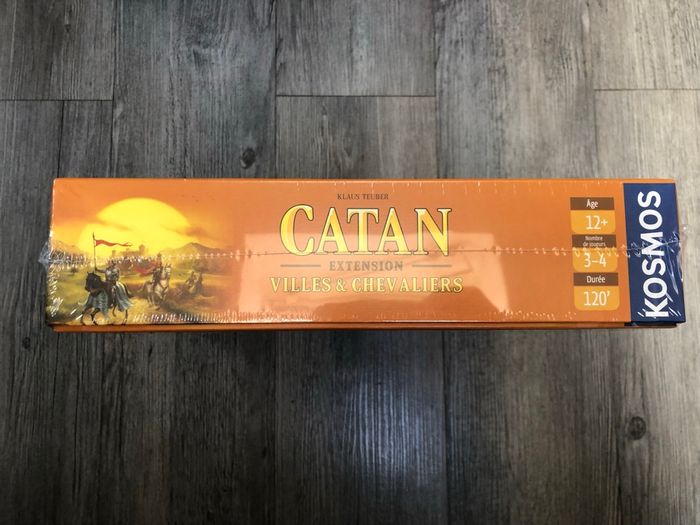 KLAUS TEUBER
CATAN
EXTENSION
VILLES & CHEVALIERS
Âge
12+
Nombre
de joueurs
3–4
Durée
120'
KOSMOS